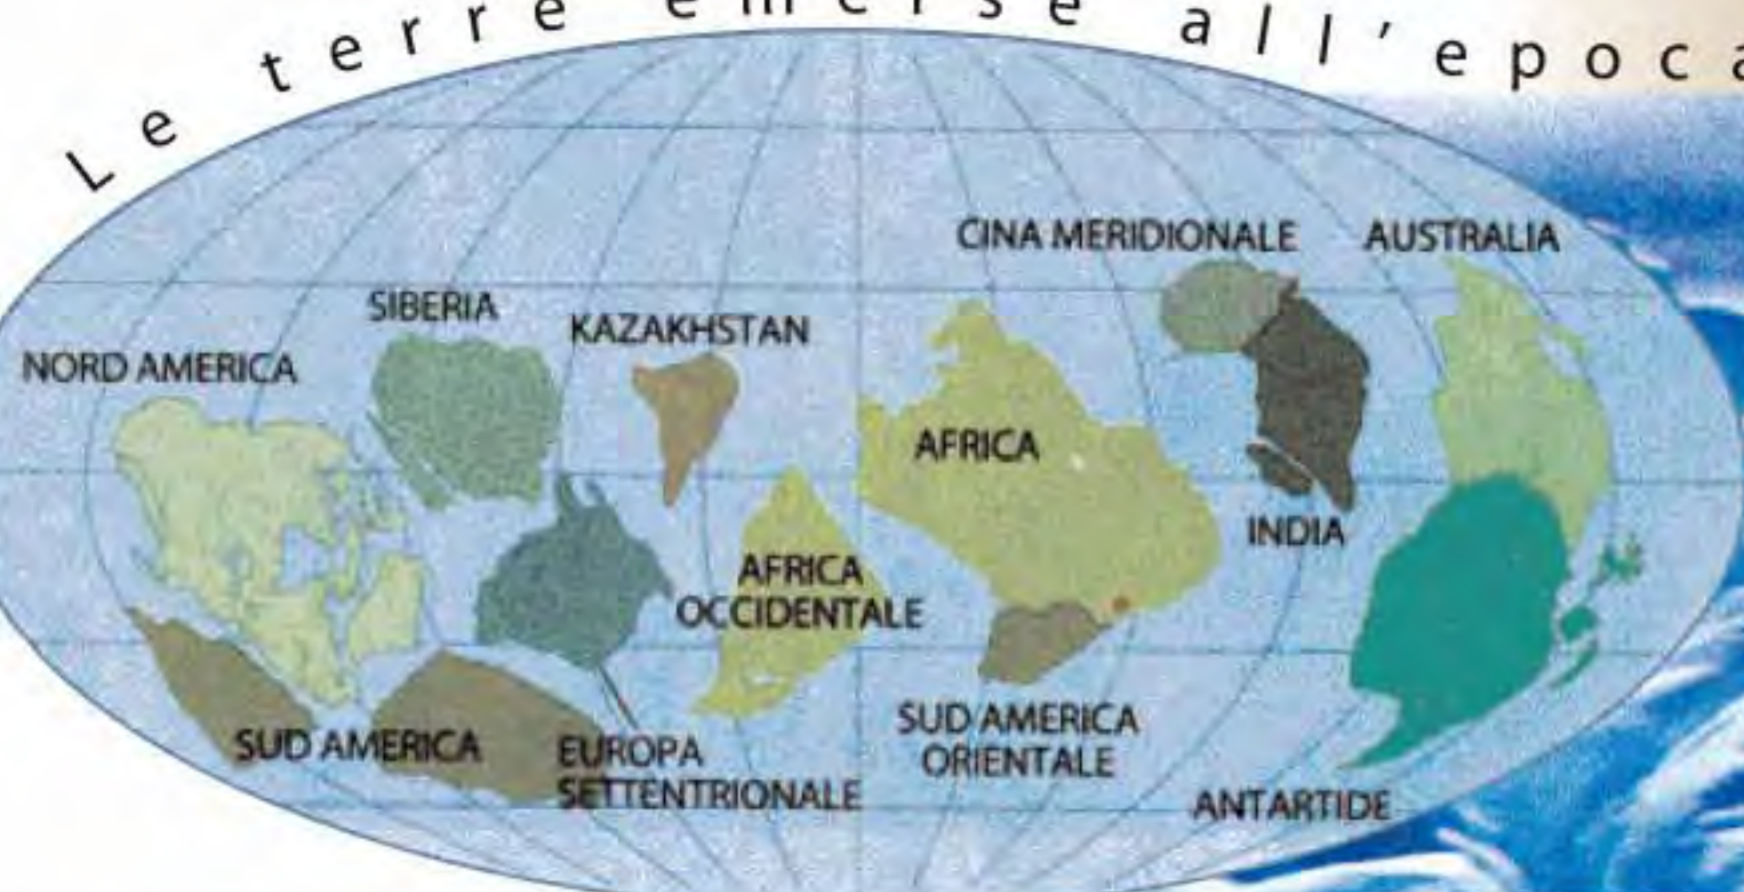 Le terre emerse all'epoca
CINA MERIDIONALE
AUSTRALIA
SIBERIA
KAZAKHSTAN
NORD AMERICA
AFRICA
INDIA
AFRICA
OCCIDENTALE
SUD AMERICA
EUROPA
SETTENTRIONALE
SUD AMERICA
ORIENTALE
ANTARTIDE